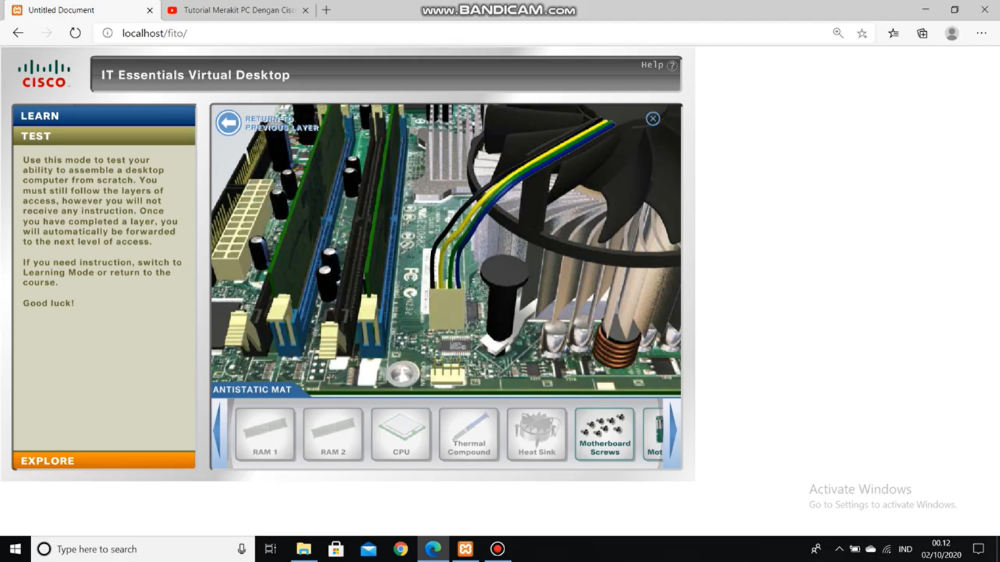 Untitled Document
Tutorial Merakit PC Dengan Cisc
www.BANDICAM.com
localhost/fito/
CISCO
IT Essentials Virtual Desktop
Help ?
LEARN
TEST
Use this mode to test your
ability to assemble a desktop
computer from scratch. You
must still follow the layers of
access, however you will not
receive any instruction. Once
you have completed a layer, you
will automatically be forwarded
to the next level of access.
If you need instruction, switch to
Learning Mode or return to the
course.
Good luck!
EXPLORE
RETURN TO
PREVIOUS LAYER
FC
ANTISTATIC MAT
RAM 1
RAM 2
CPU
Thermal
Compound
Heat Sink
Motherboard
Screws
Mot
Activate Windows
Go to Settings to activate Windows.
Type here to search
IND
00.12
02/10/2020